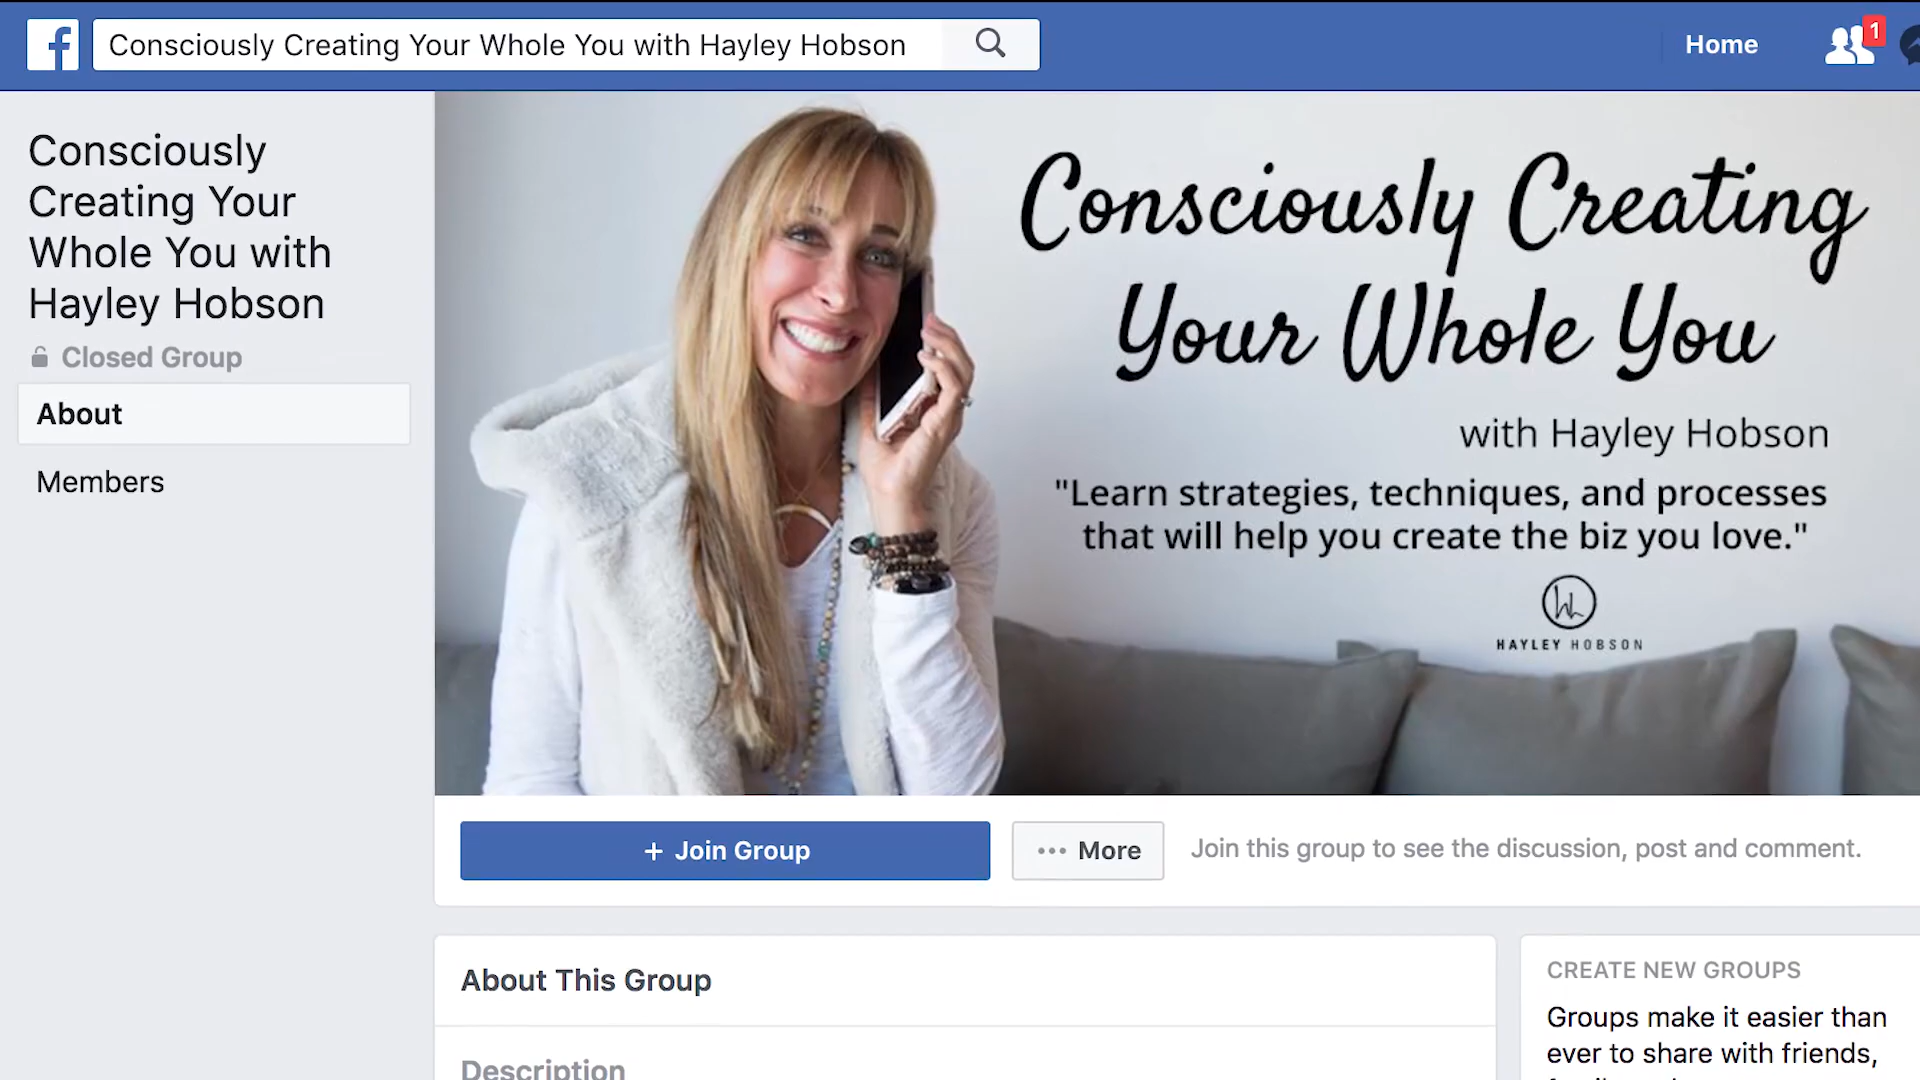 Consciously Creating Your Whole You with Hayley Hobson
Home
1
Consciously
Creating Your
Whole You with
Hayley Hobson
Closed Group
About
Members
Consciously Creating
Your Whole You
with Hayley Hobson
"Learn strategies, techniques, and processes
that will help you create the biz you love."
HAYLEY HOBSON
+ Join Group
••• More
Join this group to see the discussion, post and comment.
About This Group
Description
CREATE NEW GROUPS
Groups make it easier than
ever to share with friends,